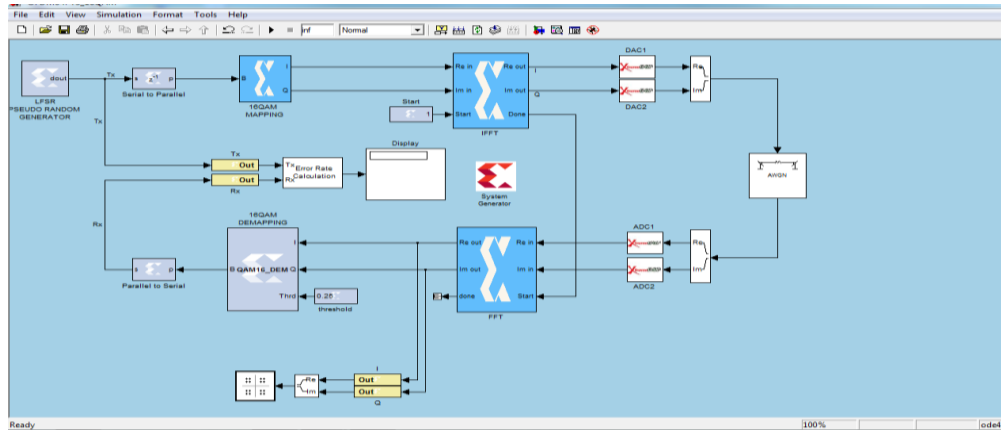 File Edit View Simulation Format Tools Help
inf Normal
dout
LFSR
PSEUDO RANDOM
GENERATOR
Tx
s p
Serial to Parallel
B I Q
16QAM
MAPPING
Start
1
Re in Re out
Im in Im out
Start Done
IFFT
I
Q
DAC1
DAC2
Re
Im
AWGN
Tx
Tx
Out
Out
Rx
Tx
Rx
Error Rate
Calculation
Display
System
Generator
Rx
16QAM
DEMAPPING
I
B QAM16_DEM Q
Thrd
0.28
threshold
s p
Parallel to Serial
Re out Re in
Im out Im in
done Start
FFT
ADC1
ADC2
Re
Im
I
Out
Out
Q
Re
Im
Ready 100% ode4